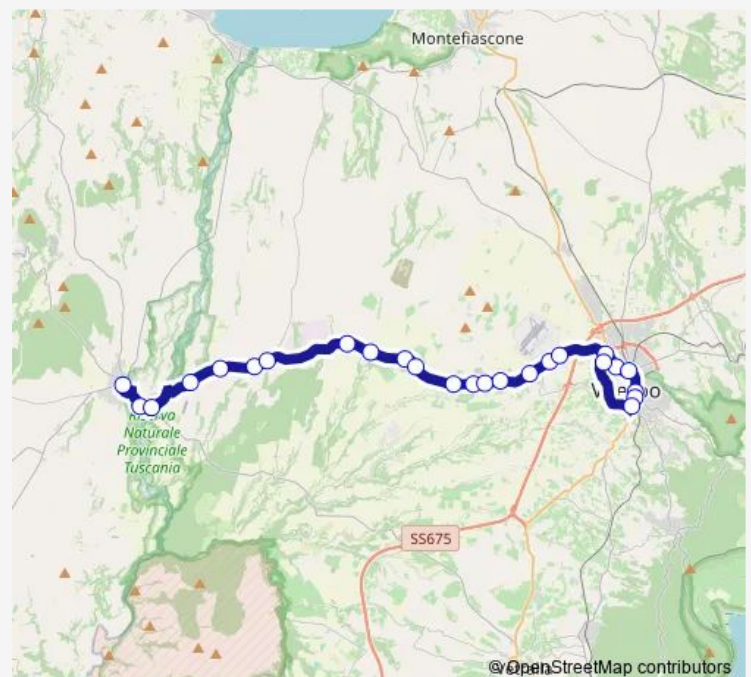 Montefiascone
Riserva
Naturale
Provinciale
Tuscania
SS675
© OpenStreetMap contributors